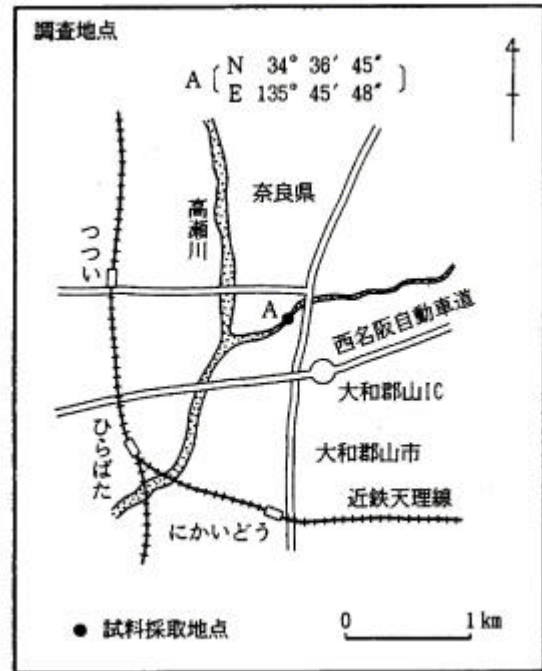 調査地点
A N 34° 36′ 45″
E 135° 45′ 48″
4
奈良県
高瀬川
つつい
A
西名阪自動車道
大和郡山IC
ひらばた
大和郡山市
近鉄天理線
にかいどう
● 試料採取地点
0 1 km